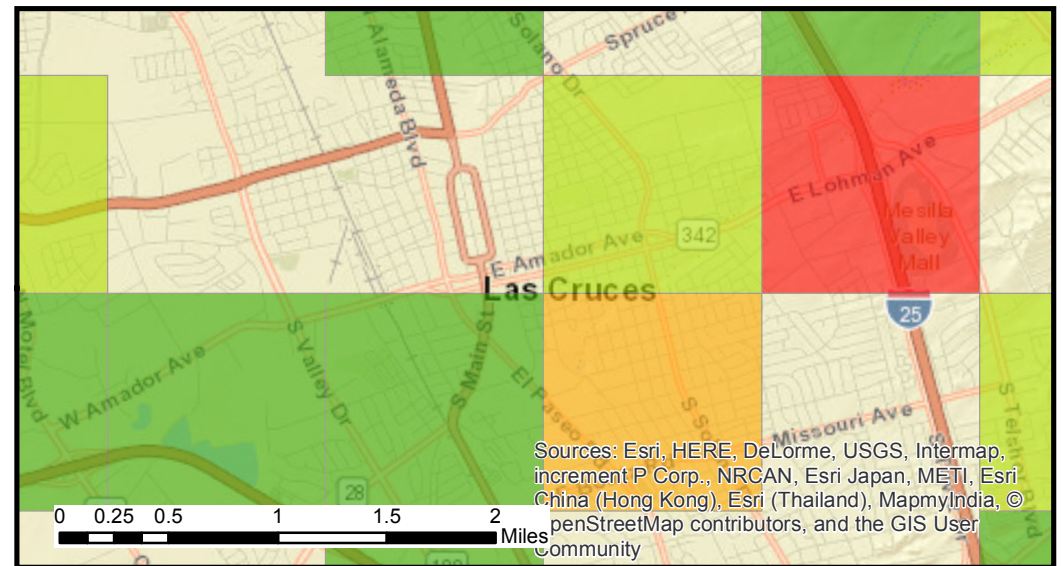 Alameda Blvd
Solano Dr
Spruce
E Lohman Ave
Mesilla
Valley
Mall
342
E Amador Ave
Las Cruces
25
W Amador Ave
S Valley Dr
S Main St
El Paseo
Missouri Ave
S Telshor Blvd
28
Sources: Esri, HERE, DeLorme, USGS, Intermap,
increment P Corp., NRCAN, Esri Japan, METI, Esri
China (Hong Kong), Esri (Thailand), MapmyIndia, ©
OpenStreetMap contributors, and the GIS User
Community
0 0.25 0.5 1 1.5 2
Miles